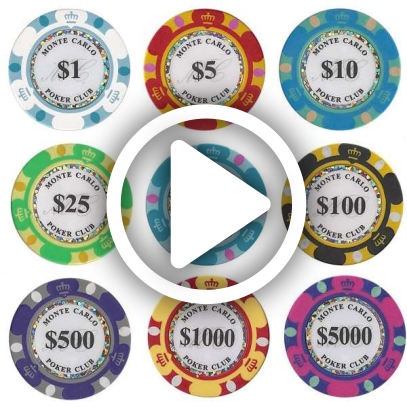 MONTE CARLO
$1
POKER CLUB
MONTE CARLO
$5
POKER CLUB
MONTE CARLO
$10
POKER CLUB
MONTE CARLO
$25
POKER CLUB
MONTE CARLO
$100
POKER CLUB
MONTE CARLO
$500
POKER CLUB
MONTE CARLO
$1000
POKER CLUB
MONTE CARLO
$5000
POKER CLUB